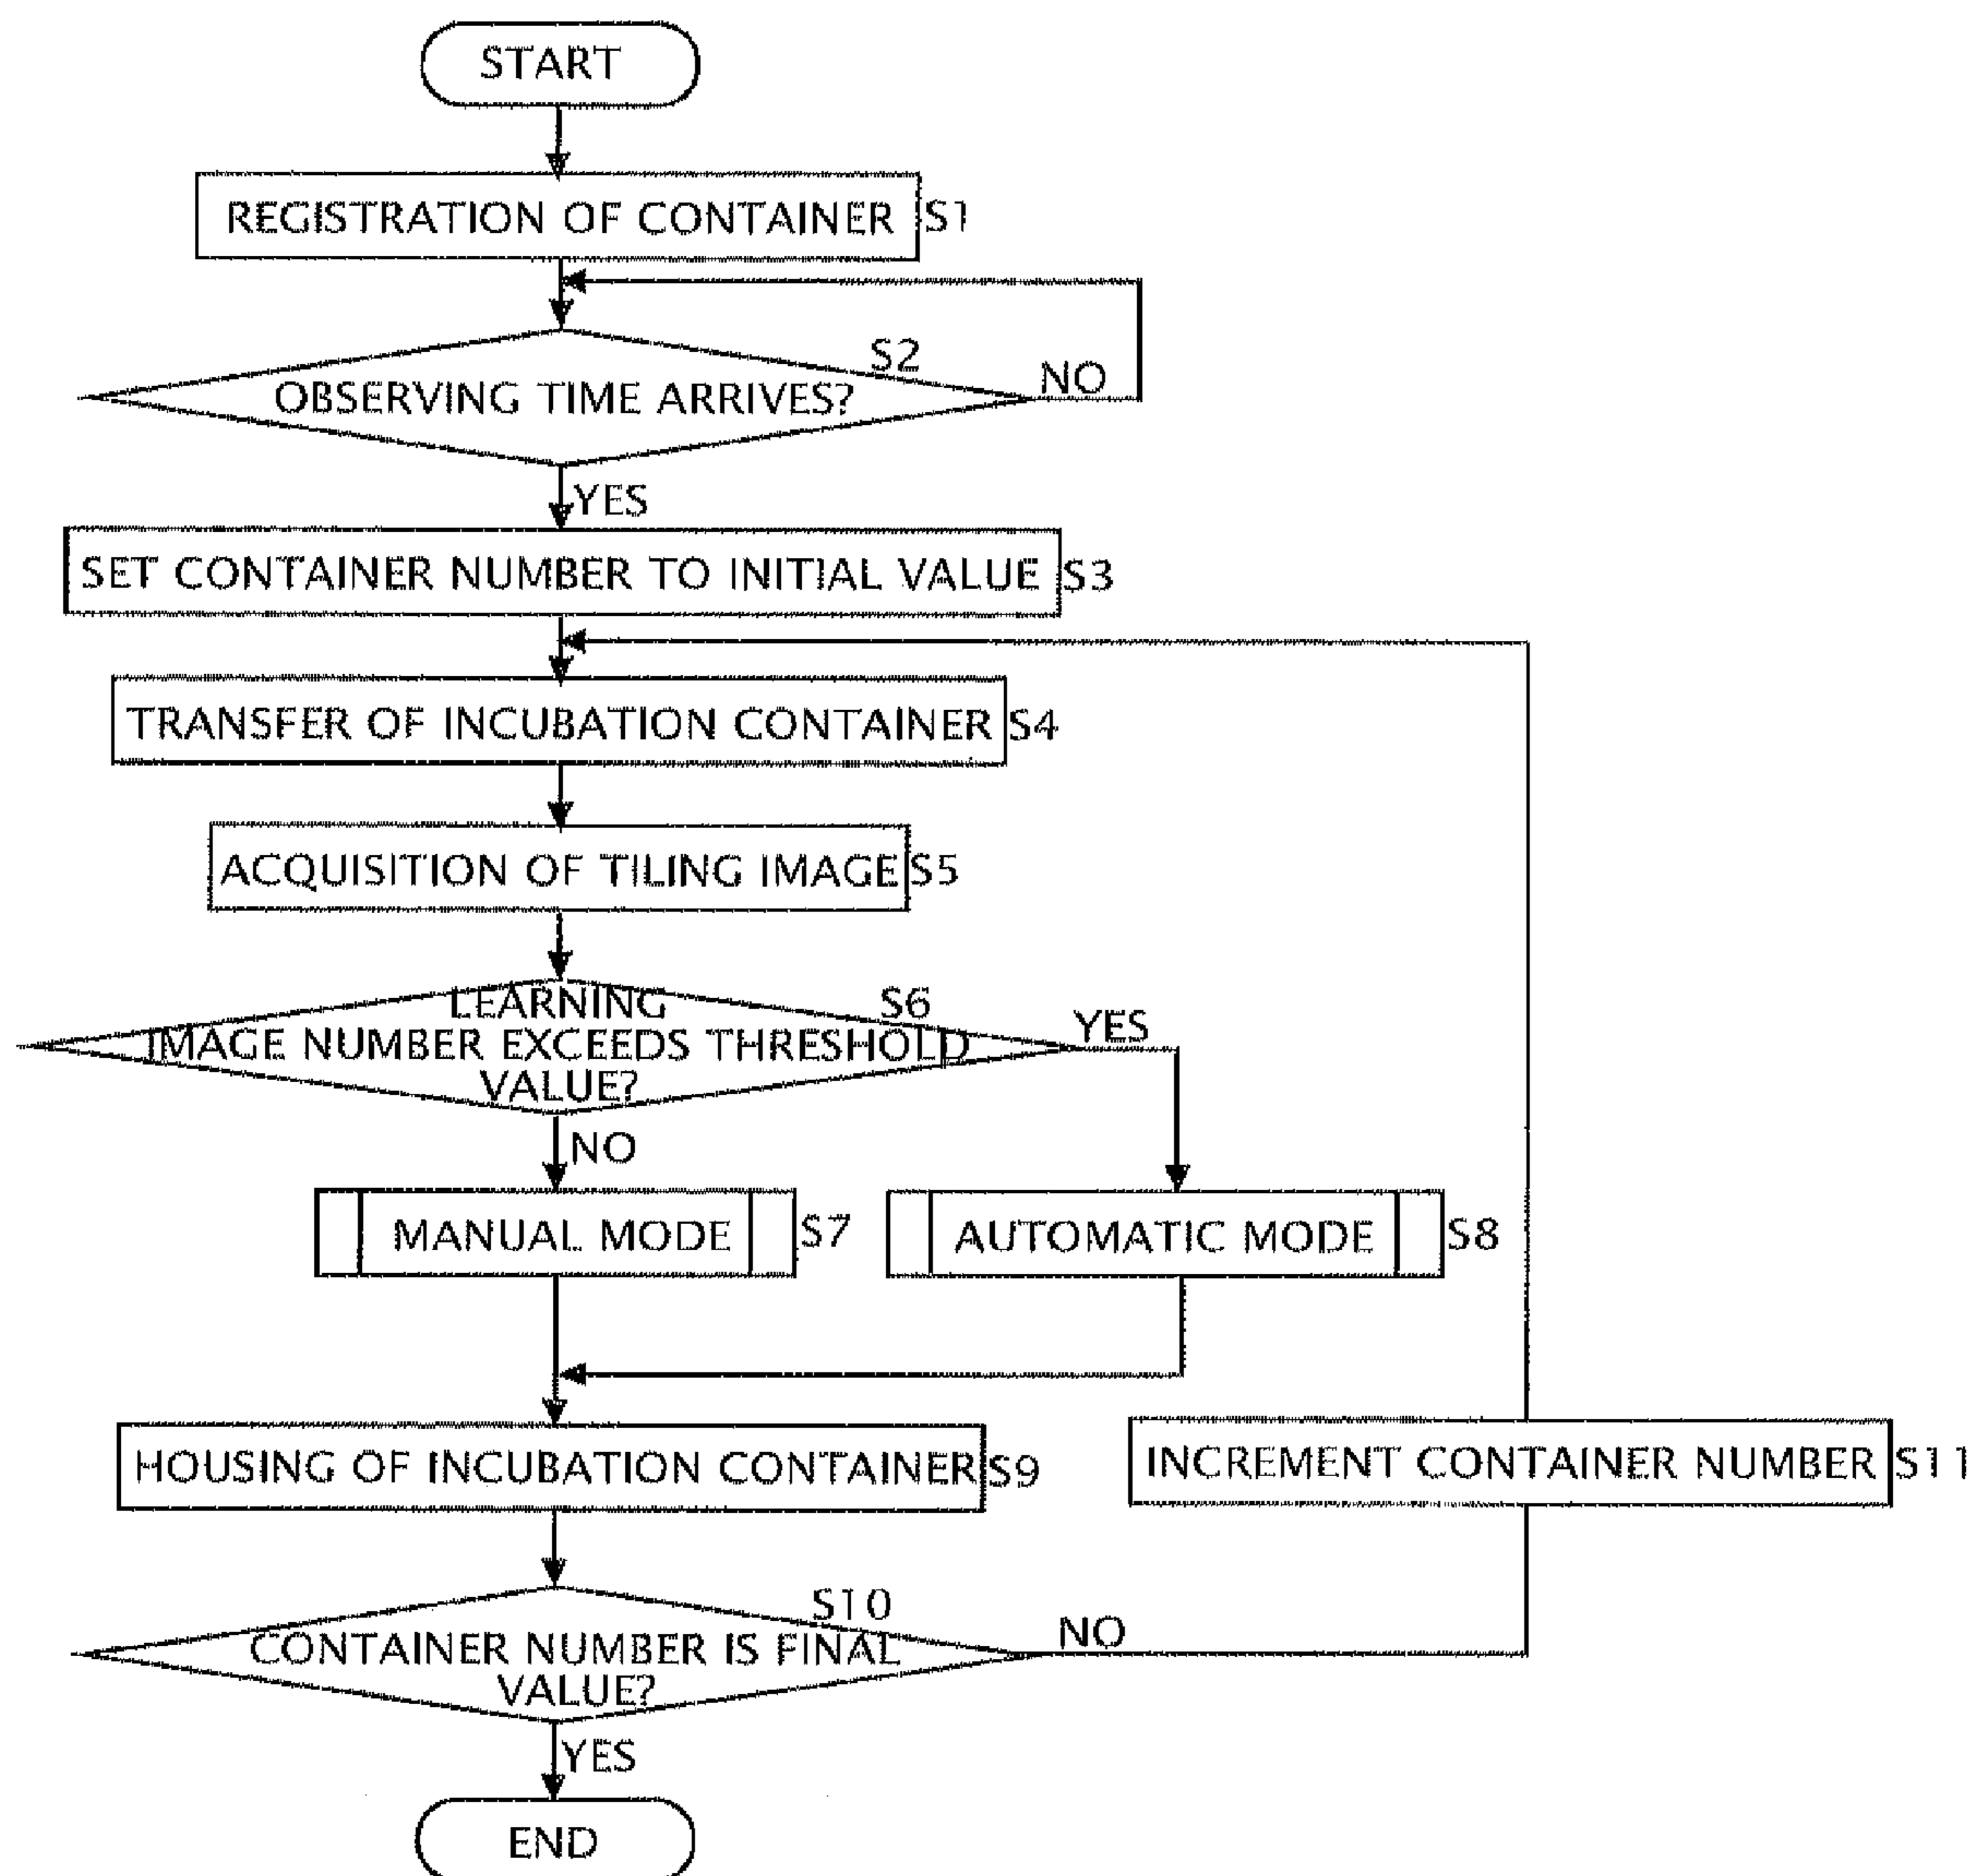 START
REGISTRATION OF CONTAINER S1
S2
OBSERVING TIME ARRIVES?
NO
YES
SET CONTAINER NUMBER TO INITIAL VALUE S3
TRANSFER OF INCUBATION CONTAINER S4
ACQUISITION OF TILING IMAGE S5
LEARNING
IMAGE NUMBER EXCEEDS THRESHOLD
VALUE?
S6
YES
NO
MANUAL MODE S7
AUTOMATIC MODE S8
HOUSING OF INCUBATION CONTAINER S9
INCREMENT CONTAINER NUMBER S11
S10
CONTAINER NUMBER IS FINAL
VALUE?
NO
YES
END